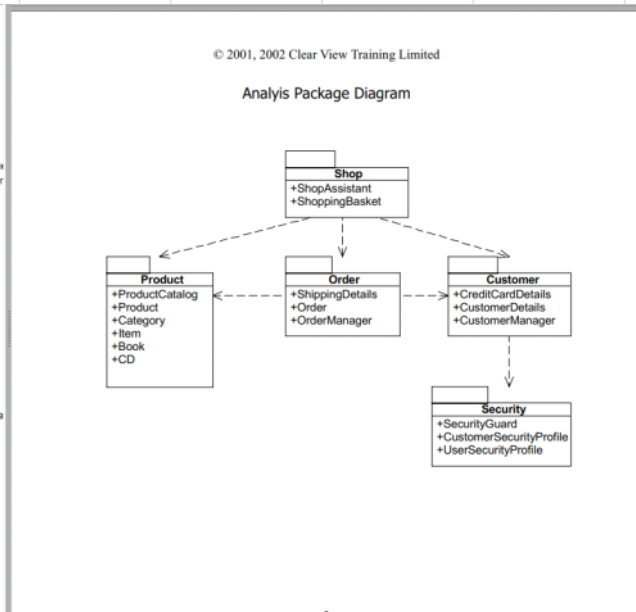 © 2001, 2002 Clear View Training Limited
Analyis Package Diagram
Shop
+ShopAssistant
+ShoppingBasket
Product
+ProductCatalog
+Product
+Category
+Item
+Book
+CD
Order
+ShippingDetails
+Order
+OrderManager
Customer
+CreditCardDetails
+CustomerDetails
+CustomerManager
Security
+SecurityGuard
+CustomerSecurityProfile
+UserSecurityProfile